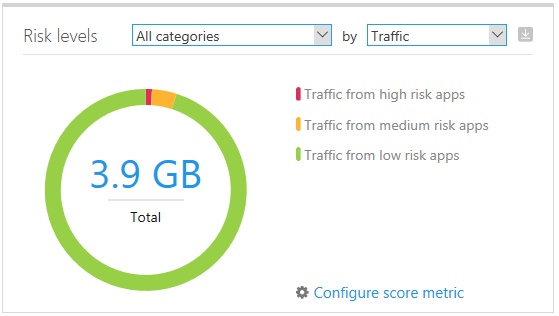 Risk levels All categories by Traffic
Traffic from high risk apps
Traffic from medium risk apps
Traffic from low risk apps
3.9 GB
Total
Configure score metric